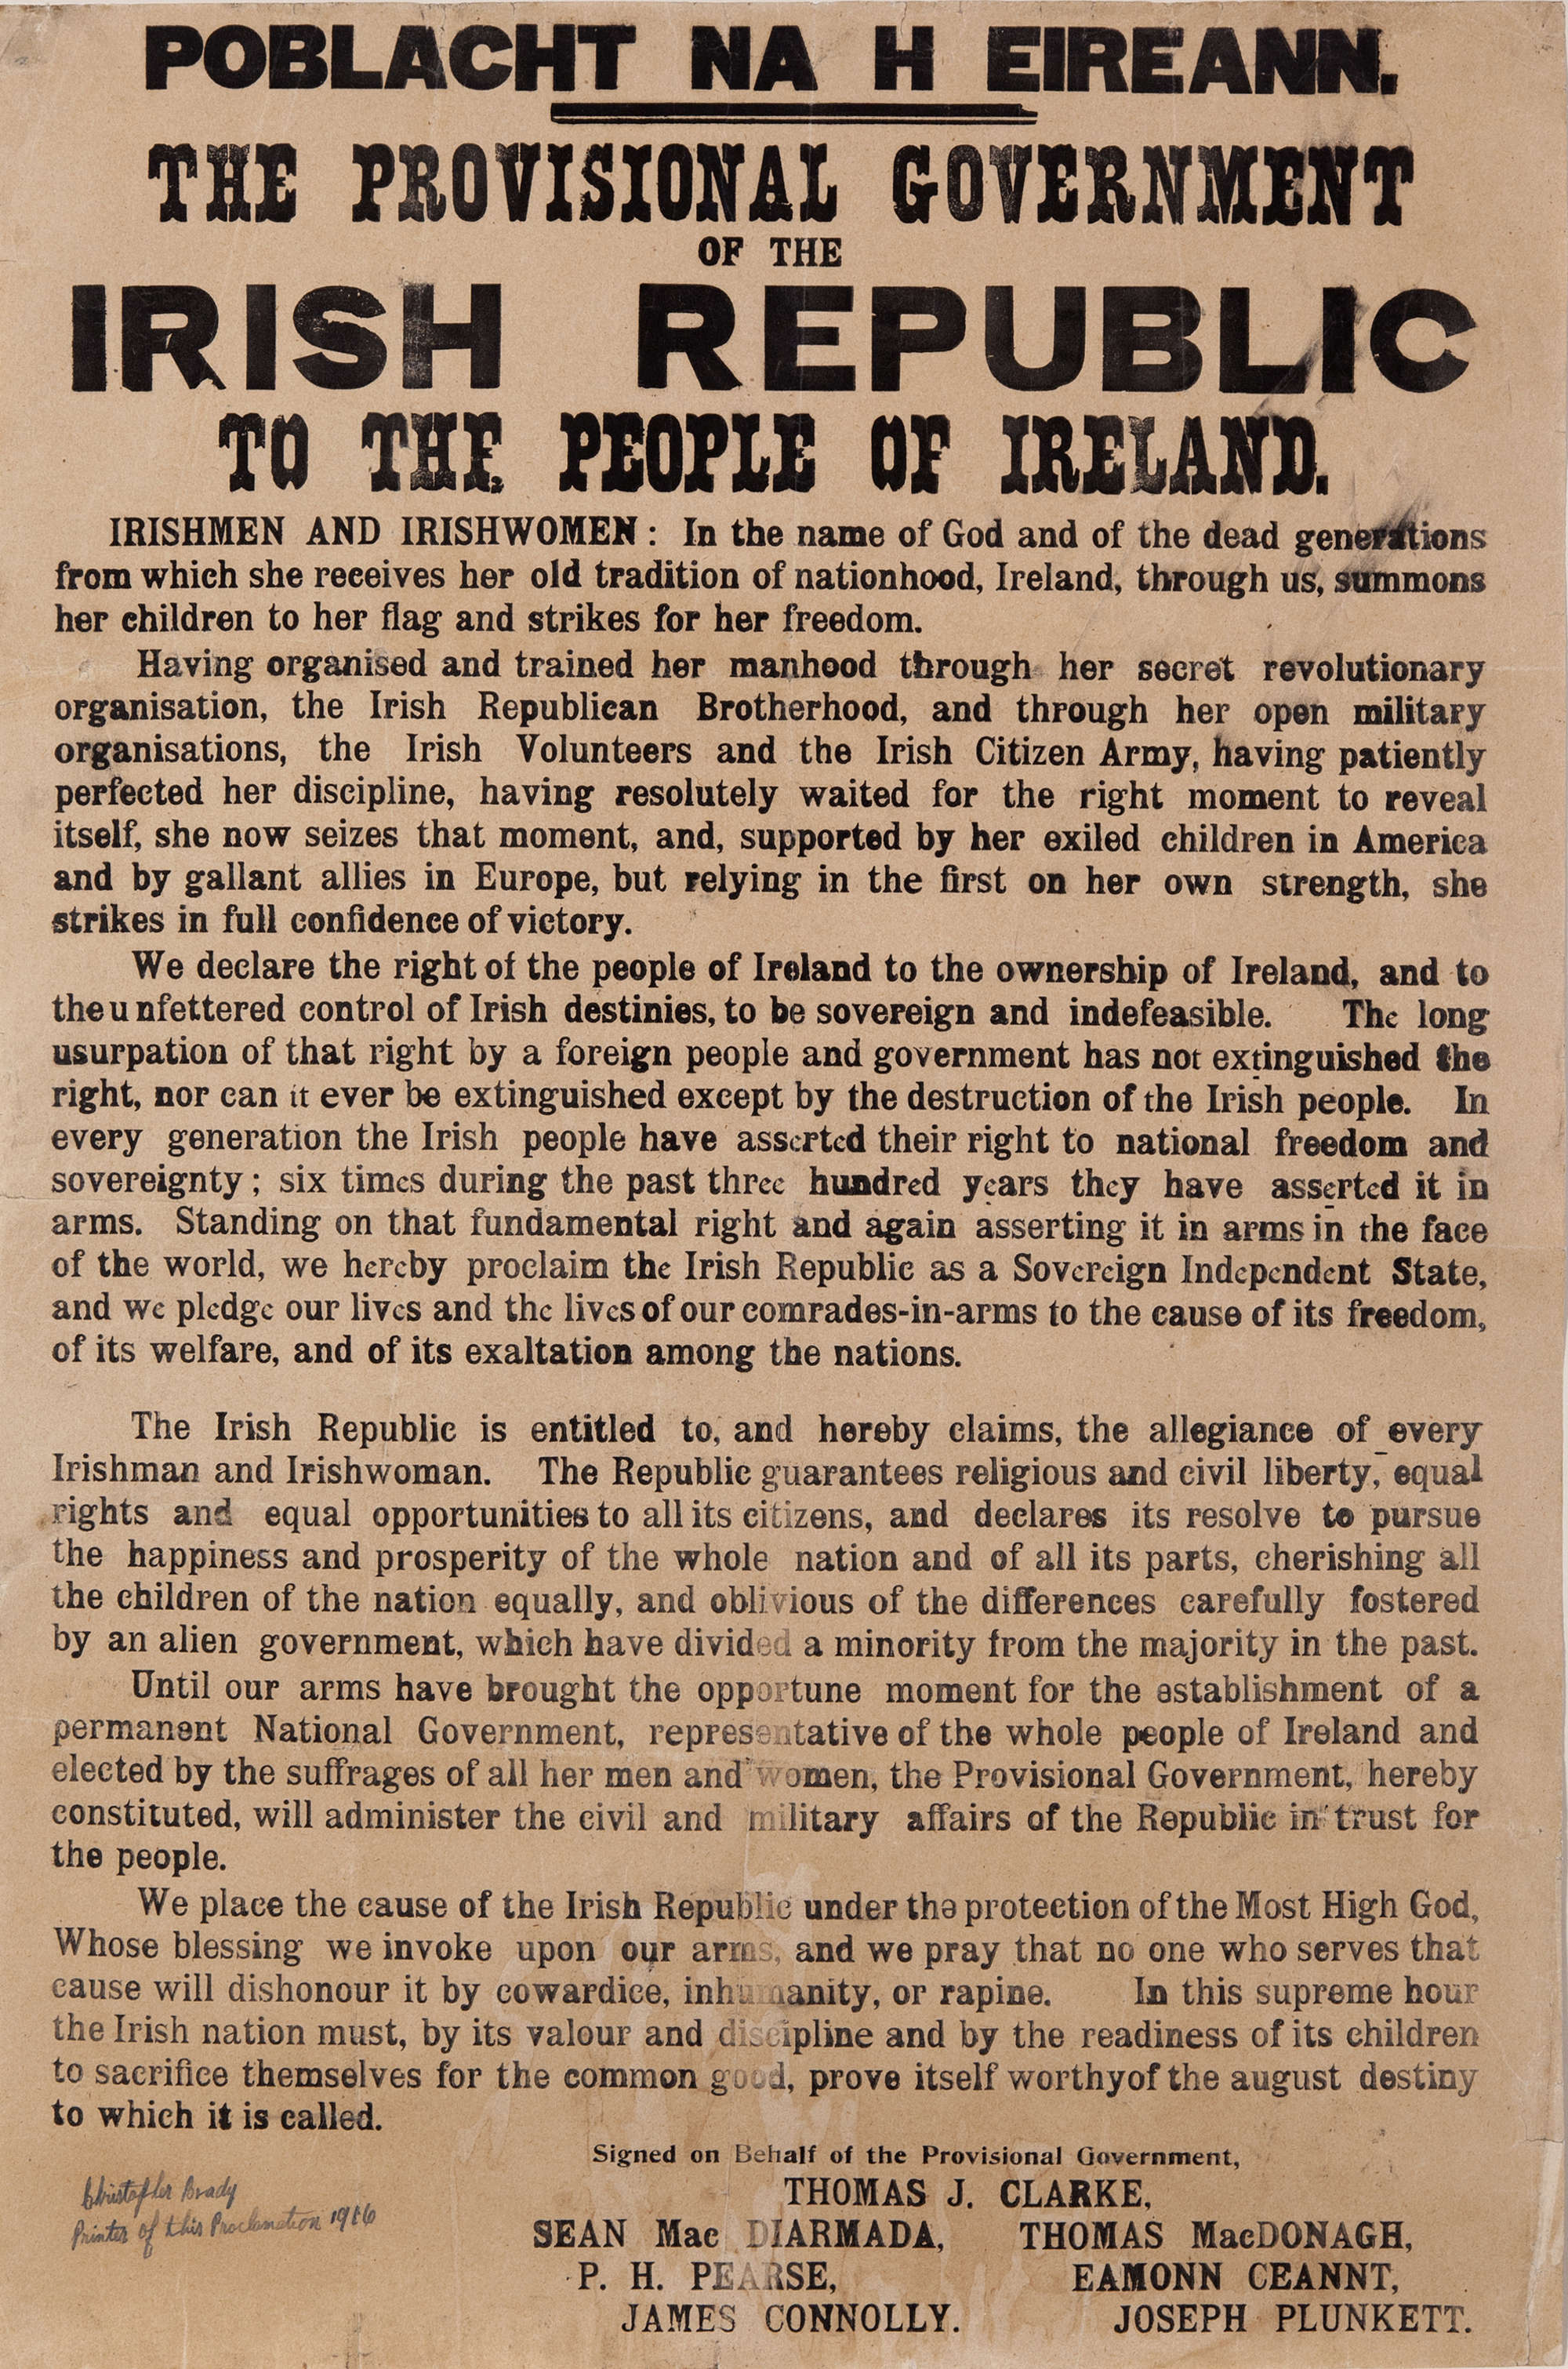 POBLACHT NA H EIREANN.
THE PROVISIONAL GOVERNMENT
OF THE
IRISH REPUBLIC
TO THE PEOPLE OF IRELAND.
IRISHMEN AND IRISHWOMEN : In the name of God and of the dead generations
from which she receives her old tradition of nationhood, Ireland, through us, summons
her children to her flag and strikes for her freedom.
Having organised and trained her manhood through her secret revolutionary
organisation, the Irish Republican Brotherhood, and through her open military
organisations, the Irish Volunteers and the Irish Citizen Army, having patiently
perfected her discipline, having resolutely waited for the right moment to reveal
itself, she now seizes that moment, and, supported by her exiled children in America
and by gallant allies in Europe, but relying in the first on her own strength, she
strikes in full confidence of victory.
We declare the right of the people of Ireland to the ownership of Ireland, and to
the unfettered control of Irish destinies, to be sovereign and indefeasible. The long
usurpation of that right by a foreign people and government has not extinguished the
right, nor can it ever be extinguished except by the destruction of the Irish people. In
every generation the Irish people have asserted their right to national freedom and
sovereignty ; six times during the past three hundred years they have asserted it in
arms. Standing on that fundamental right and again asserting it in arms in the face
of the world, we hereby proclaim the Irish Republic as a Sovereign Independent State,
and we pledge our lives and the lives of our comrades-in-arms to the cause of its freedom,
of its welfare, and of its exaltation among the nations.
The Irish Republic is entitled to, and hereby claims, the allegiance of every
Irishman and Irishwoman. The Republic guarantees religious and civil liberty, equal
rights and equal opportunities to all its citizens, and declares its resolve to pursue
the happiness and prosperity of the whole nation and of all its parts, cherishing all
the children of the nation equally, and oblivious of the differences carefully fostered
by an alien government, which have divided a minority from the majority in the past.
Until our arms have brought the opportune moment for the establishment of a
permanent National Government, representative of the whole people of Ireland and
elected by the suffrages of all her men and women, the Provisional Government, hereby
constituted, will administer the civil and military affairs of the Republic in trust for
the people.
We place the cause of the Irish Republic under the protection of the Most High God,
Whose blessing we invoke upon our arms, and we pray that no one who serves that
cause will dishonour it by cowardice, inhumanity, or rapine. In this supreme hour
the Irish nation must, by its valour and discipline and by the readiness of its children
to sacrifice themselves for the common good, prove itself worthy of the august destiny
to which it is called.
Signed on Behalf of the Provisional Government,
THOMAS J. CLARKE,
SEAN Mac DIARMADA, THOMAS MacDONAGH,
P. H. PEARSE, EAMONN CEANNT,
JAMES CONNOLLY. JOSEPH PLUNKETT.
Christopher Brady
Printer of this Proclamation 1916